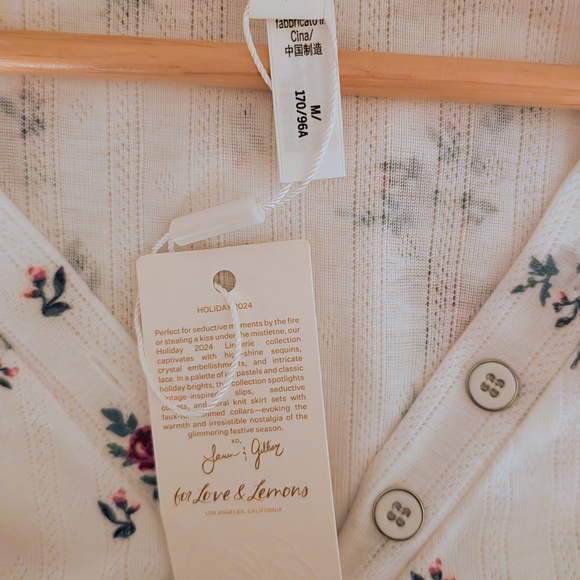 fabbricato in
Cina/
中国制造
M/
170/96A
HOLIDAY 2024
Perfect for seductive moments by the fire
or stealing a kiss under the mistletoe, our
Holiday 2024 Lingerie collection
captivates with high-shine sequins,
crystal embellishments, and intricate
lace. In a palette of pastels and classic
holiday brights, the collection spotlights
vintage-inspired slips, seductive
corsets, and floral knit skirt sets with
faux-fur trimmed collars—evoking the
warmth and irresistible nostalgia of the
glimmering festive season.
xo,
for Love & Lemons
LOS ANGELES, CALIFORNIA